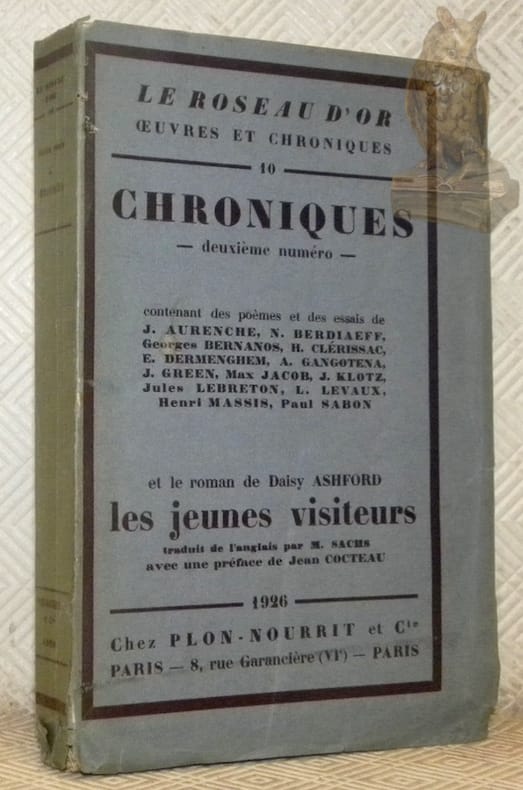 LE ROSEAU D'OR
ŒUVRES ET CHRONIQUES
10
CHRONIQUES
— deuxième numéro —
contenant des poèmes et des essais de
J. AURENCHE, N. BERDIAEFF,
Georges BERNANOS, H. CLÉRISSAC,
E. DERMENGHEM, A. GANGOTENA,
J. GREEN, Max JACOB, J. KLOTZ,
Jules LEBRETON, L. LEVAUX,
Henri MASSIS, Paul SABON
et le roman de Daisy ASHFORD
les jeunes visiteurs
traduit de l'anglais par M. SACHS
avec une préface de Jean COCTEAU
1926
Chez PLON-NOURRIT et Cie
PARIS — 8, rue Garancière (VIe) — PARIS